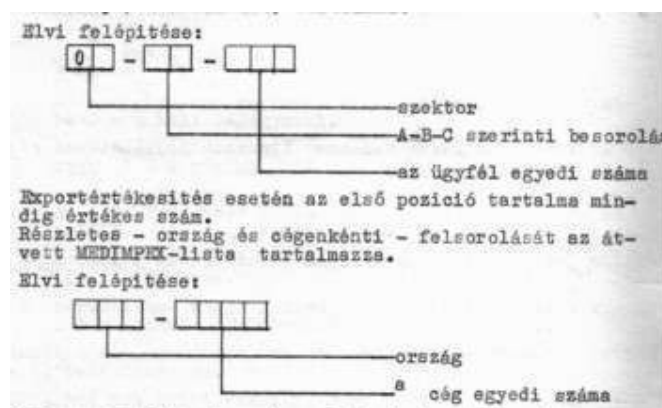 Elvi felépitése:
0 - -
szektor
A-B-C szerinti besorolá
az ügyfél egyedi száma
Exportértékesités esetén az első pozició tartalma min-
dig értékes szám.
Részletes - ország és cégenkénti - felsorolását az át-
vett MEDIMPEX-lista tartalmazza.
Elvi felépitése:
-
ország
a cég egyedi száma